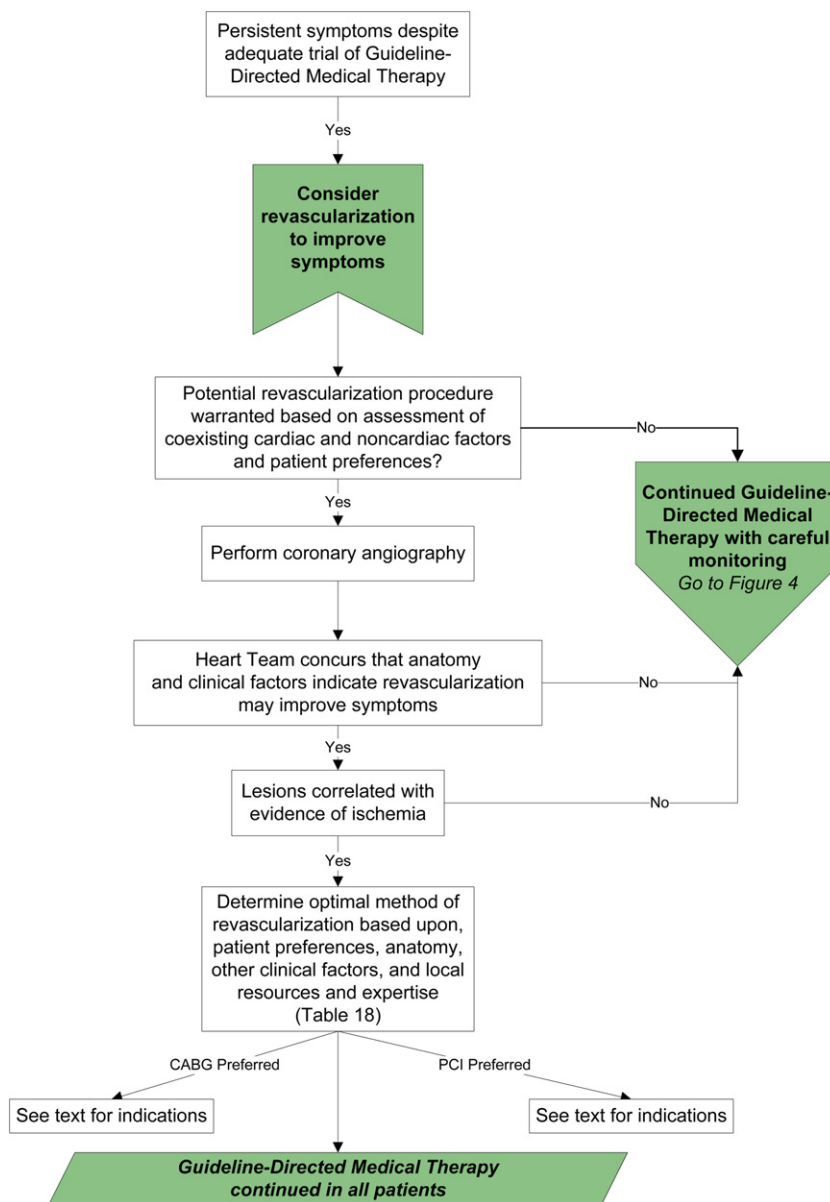 Persistent symptoms despite
adequate trial of Guideline-
Directed Medical Therapy
Yes
Consider
revascularization
to improve
symptoms
Potential revascularization procedure
warranted based on assessment of
coexisting cardiac and noncardiac factors
and patient preferences?
No
Continued Guideline-
Directed Medical
Therapy with careful
monitoring
Go to Figure 4
Yes
Perform coronary angiography
Heart Team concurs that anatomy
and clinical factors indicate revascularization
may improve symptoms
No
Yes
Lesions correlated with
evidence of ischemia
No
Yes
Determine optimal method of
revascularization based upon,
patient preferences, anatomy,
other clinical factors, and local
resources and expertise
(Table 18)
CABG Preferred
PCI Preferred
See text for indications
See text for indications
Guideline-Directed Medical Therapy
continued in all patients